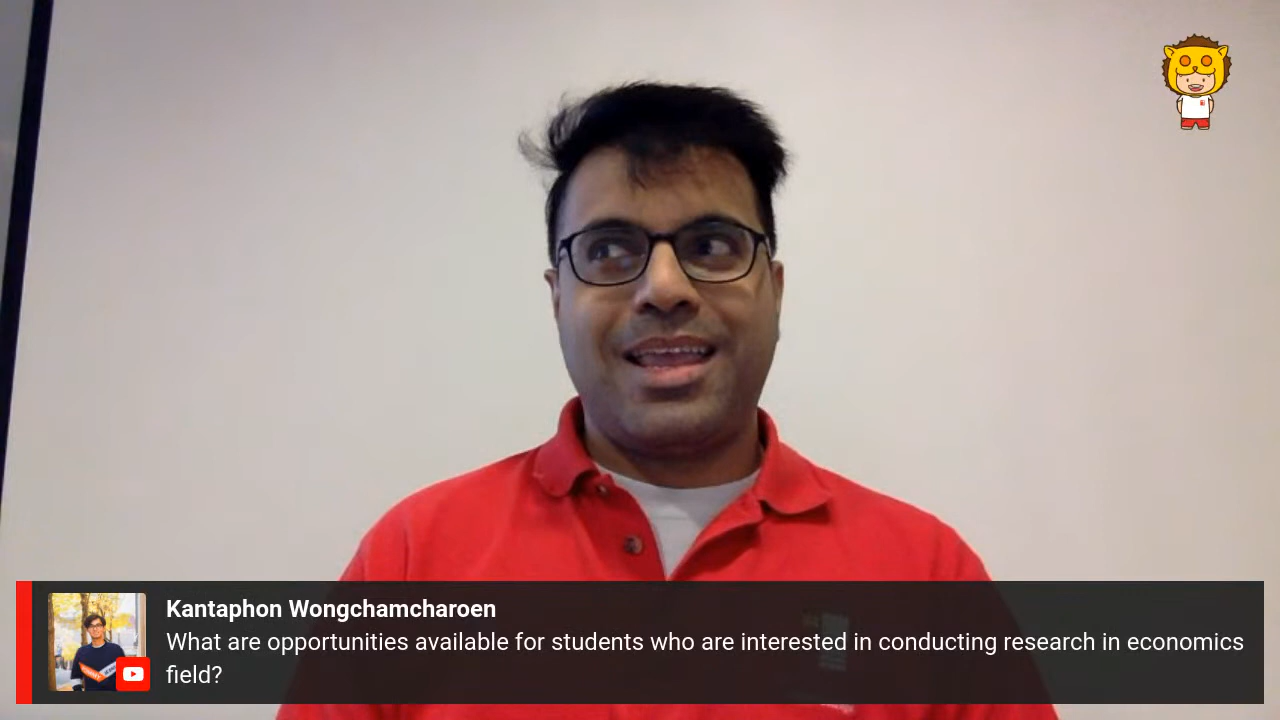 Kantaphon Wongchamcharoen
What are opportunities available for students who are interested in conducting research in economics
field?